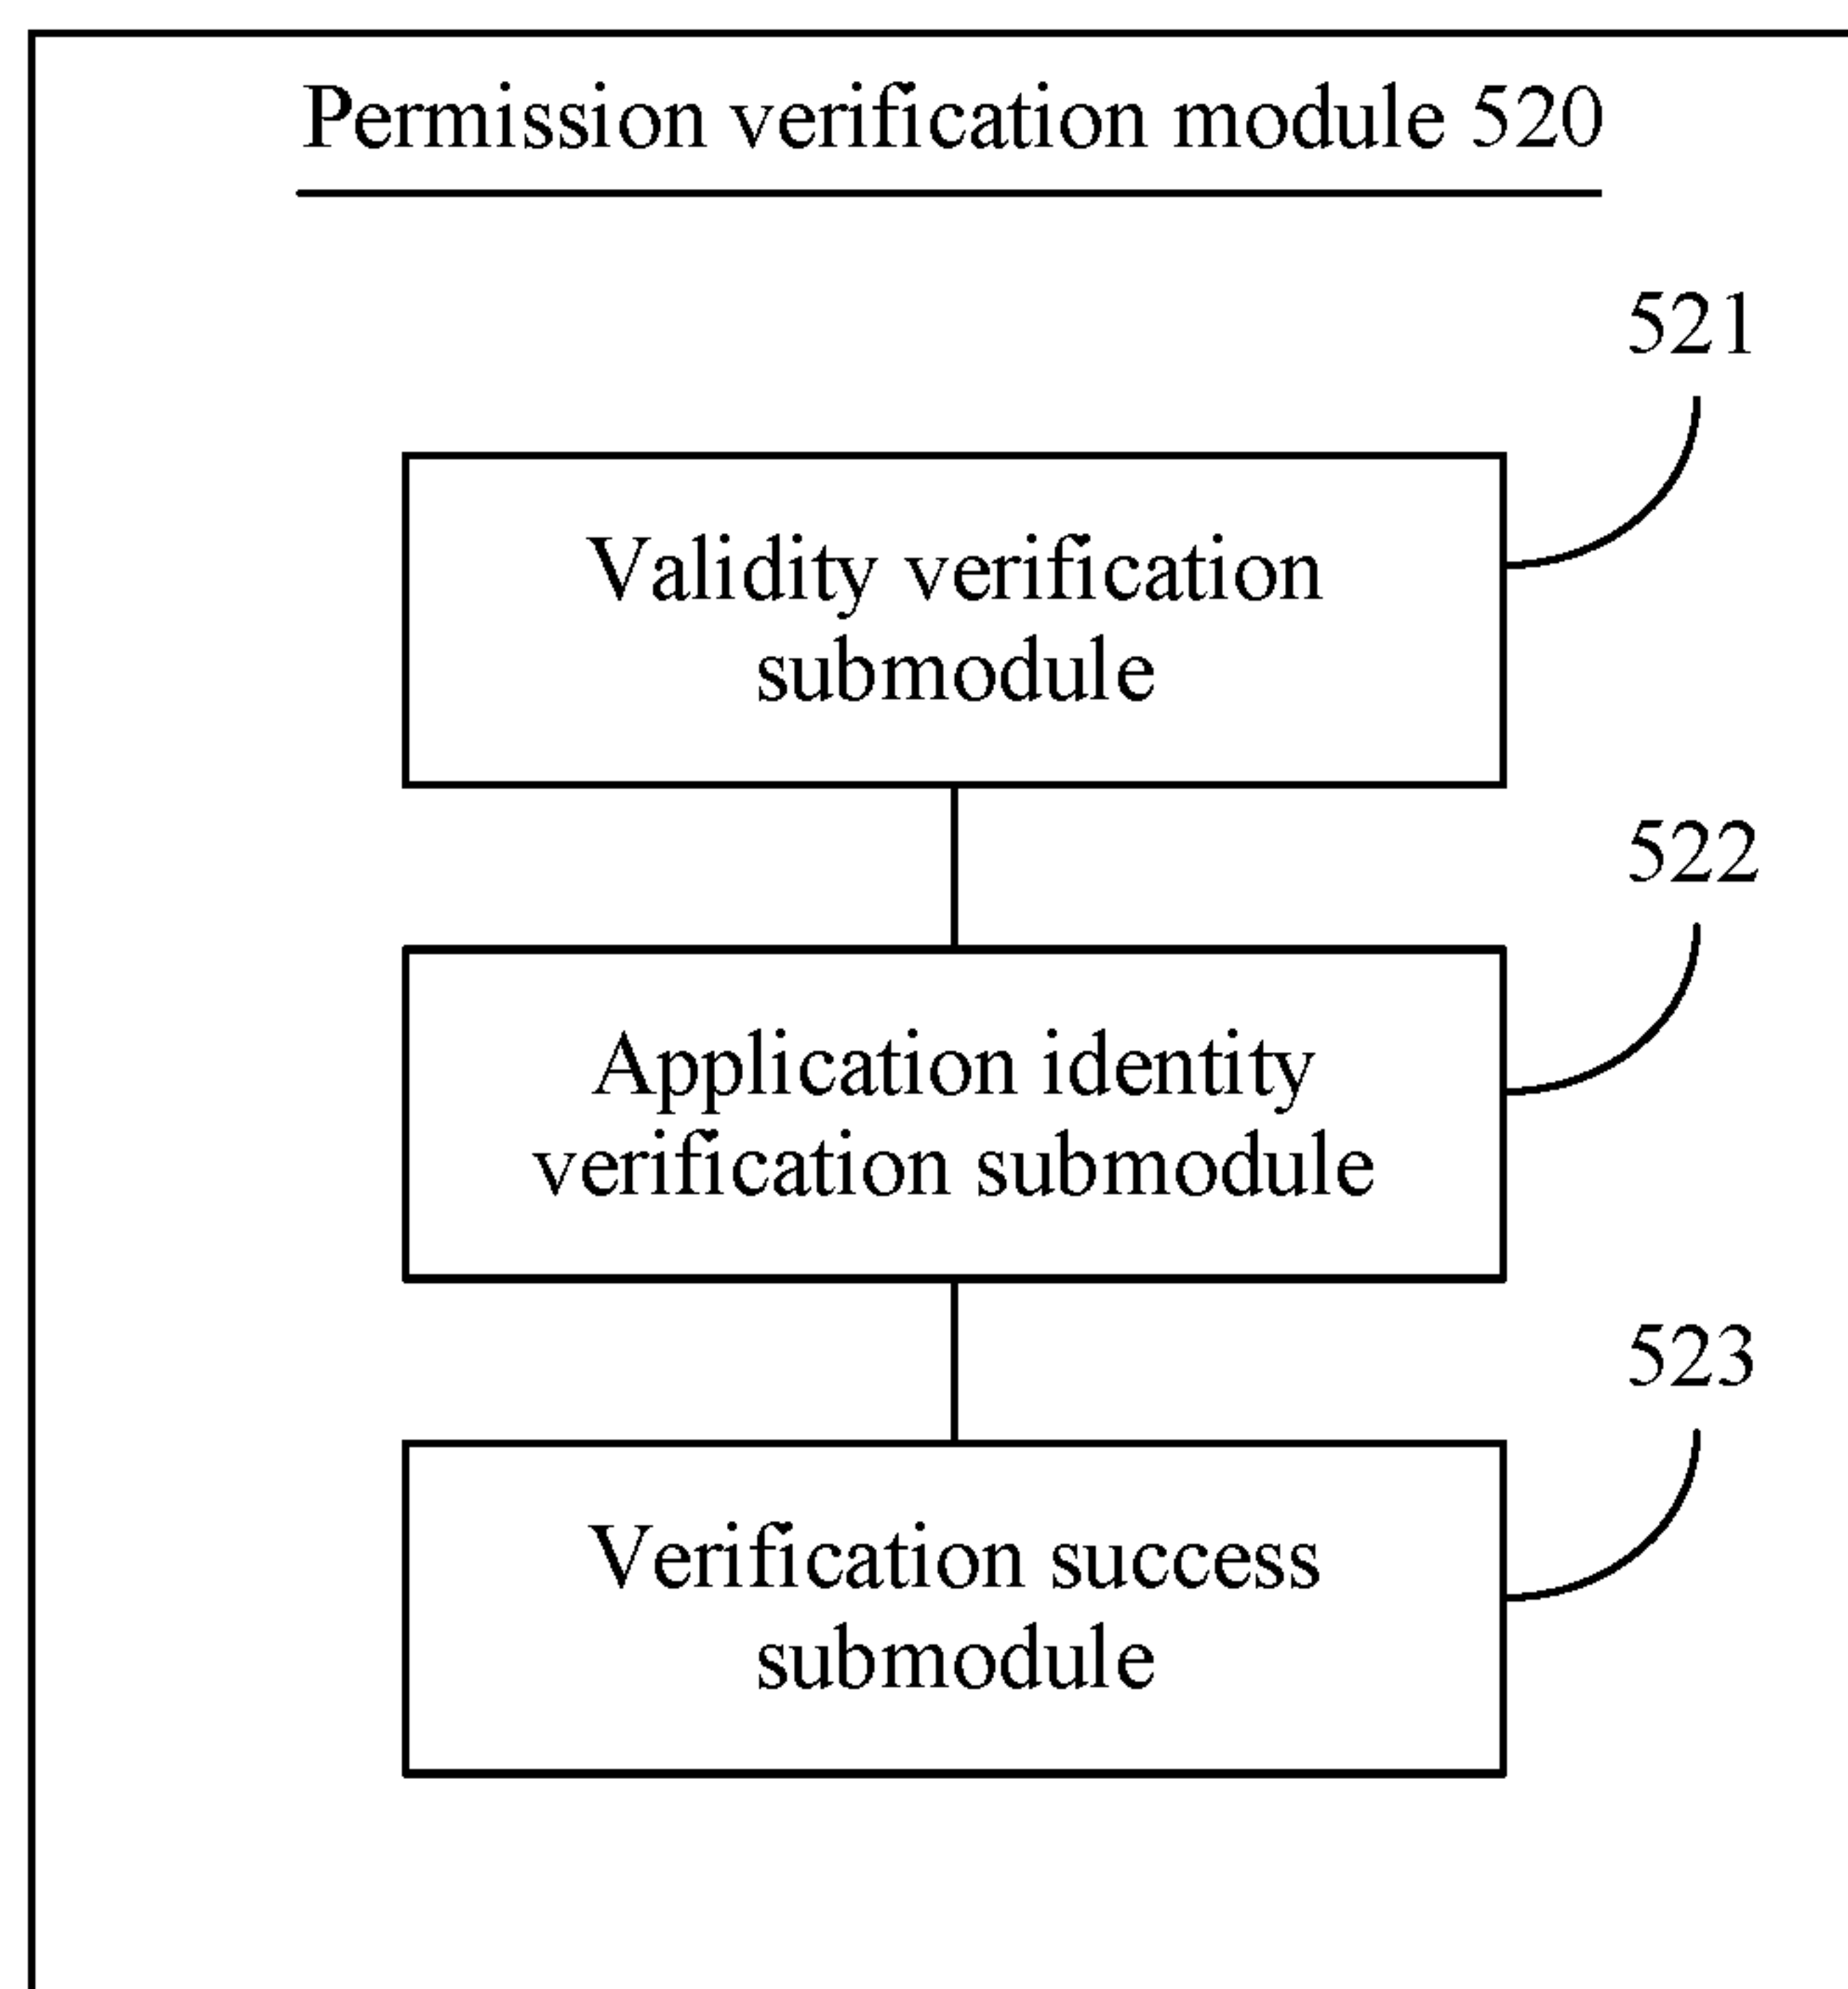 Permission verification module 520
521
Validity verification
submodule
522
Application identity
verification submodule
523
Verification success
submodule